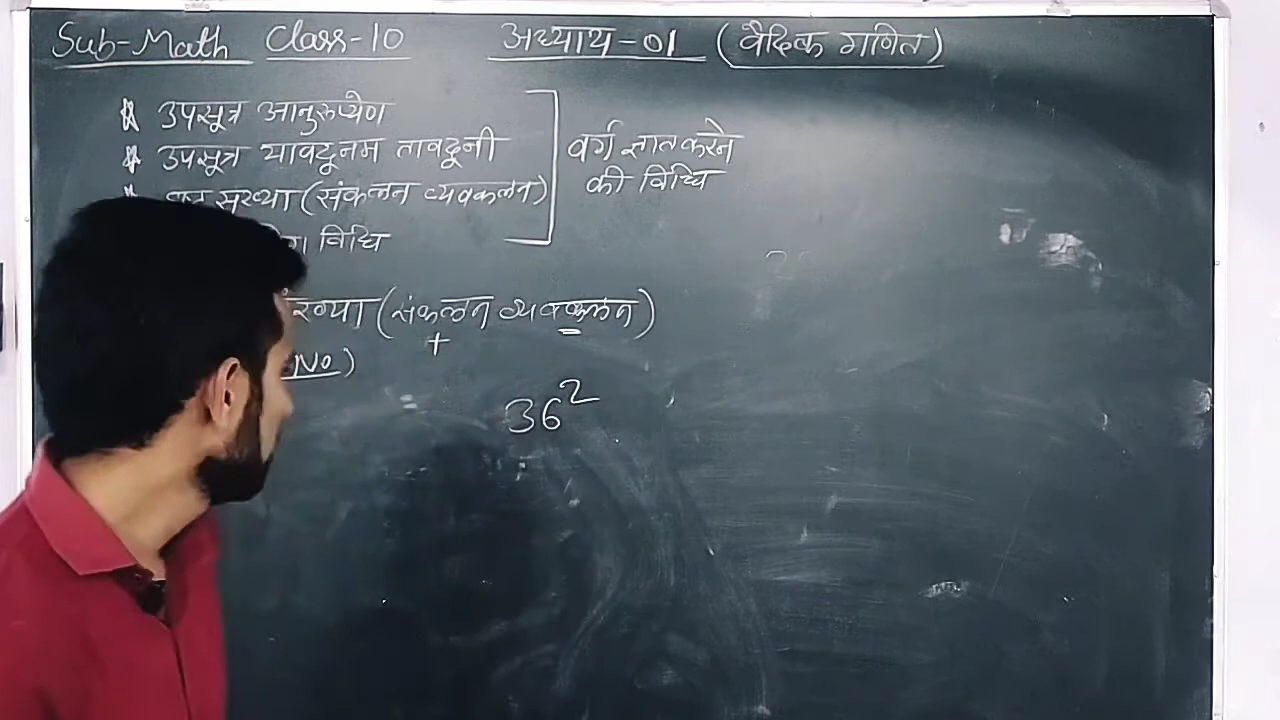 Sub-Math Class-10 अध्याय-01 (वैदिक गणित)
* उपसूत्र आनुरूप्येण
* उपसूत्र यावदूनम तावदूनी
संख्या (संकलन व्यवकलन)
विधि
वर्ग ज्ञात करने
की विधि
(संकलन व्यवकलन)
+
No)
36²